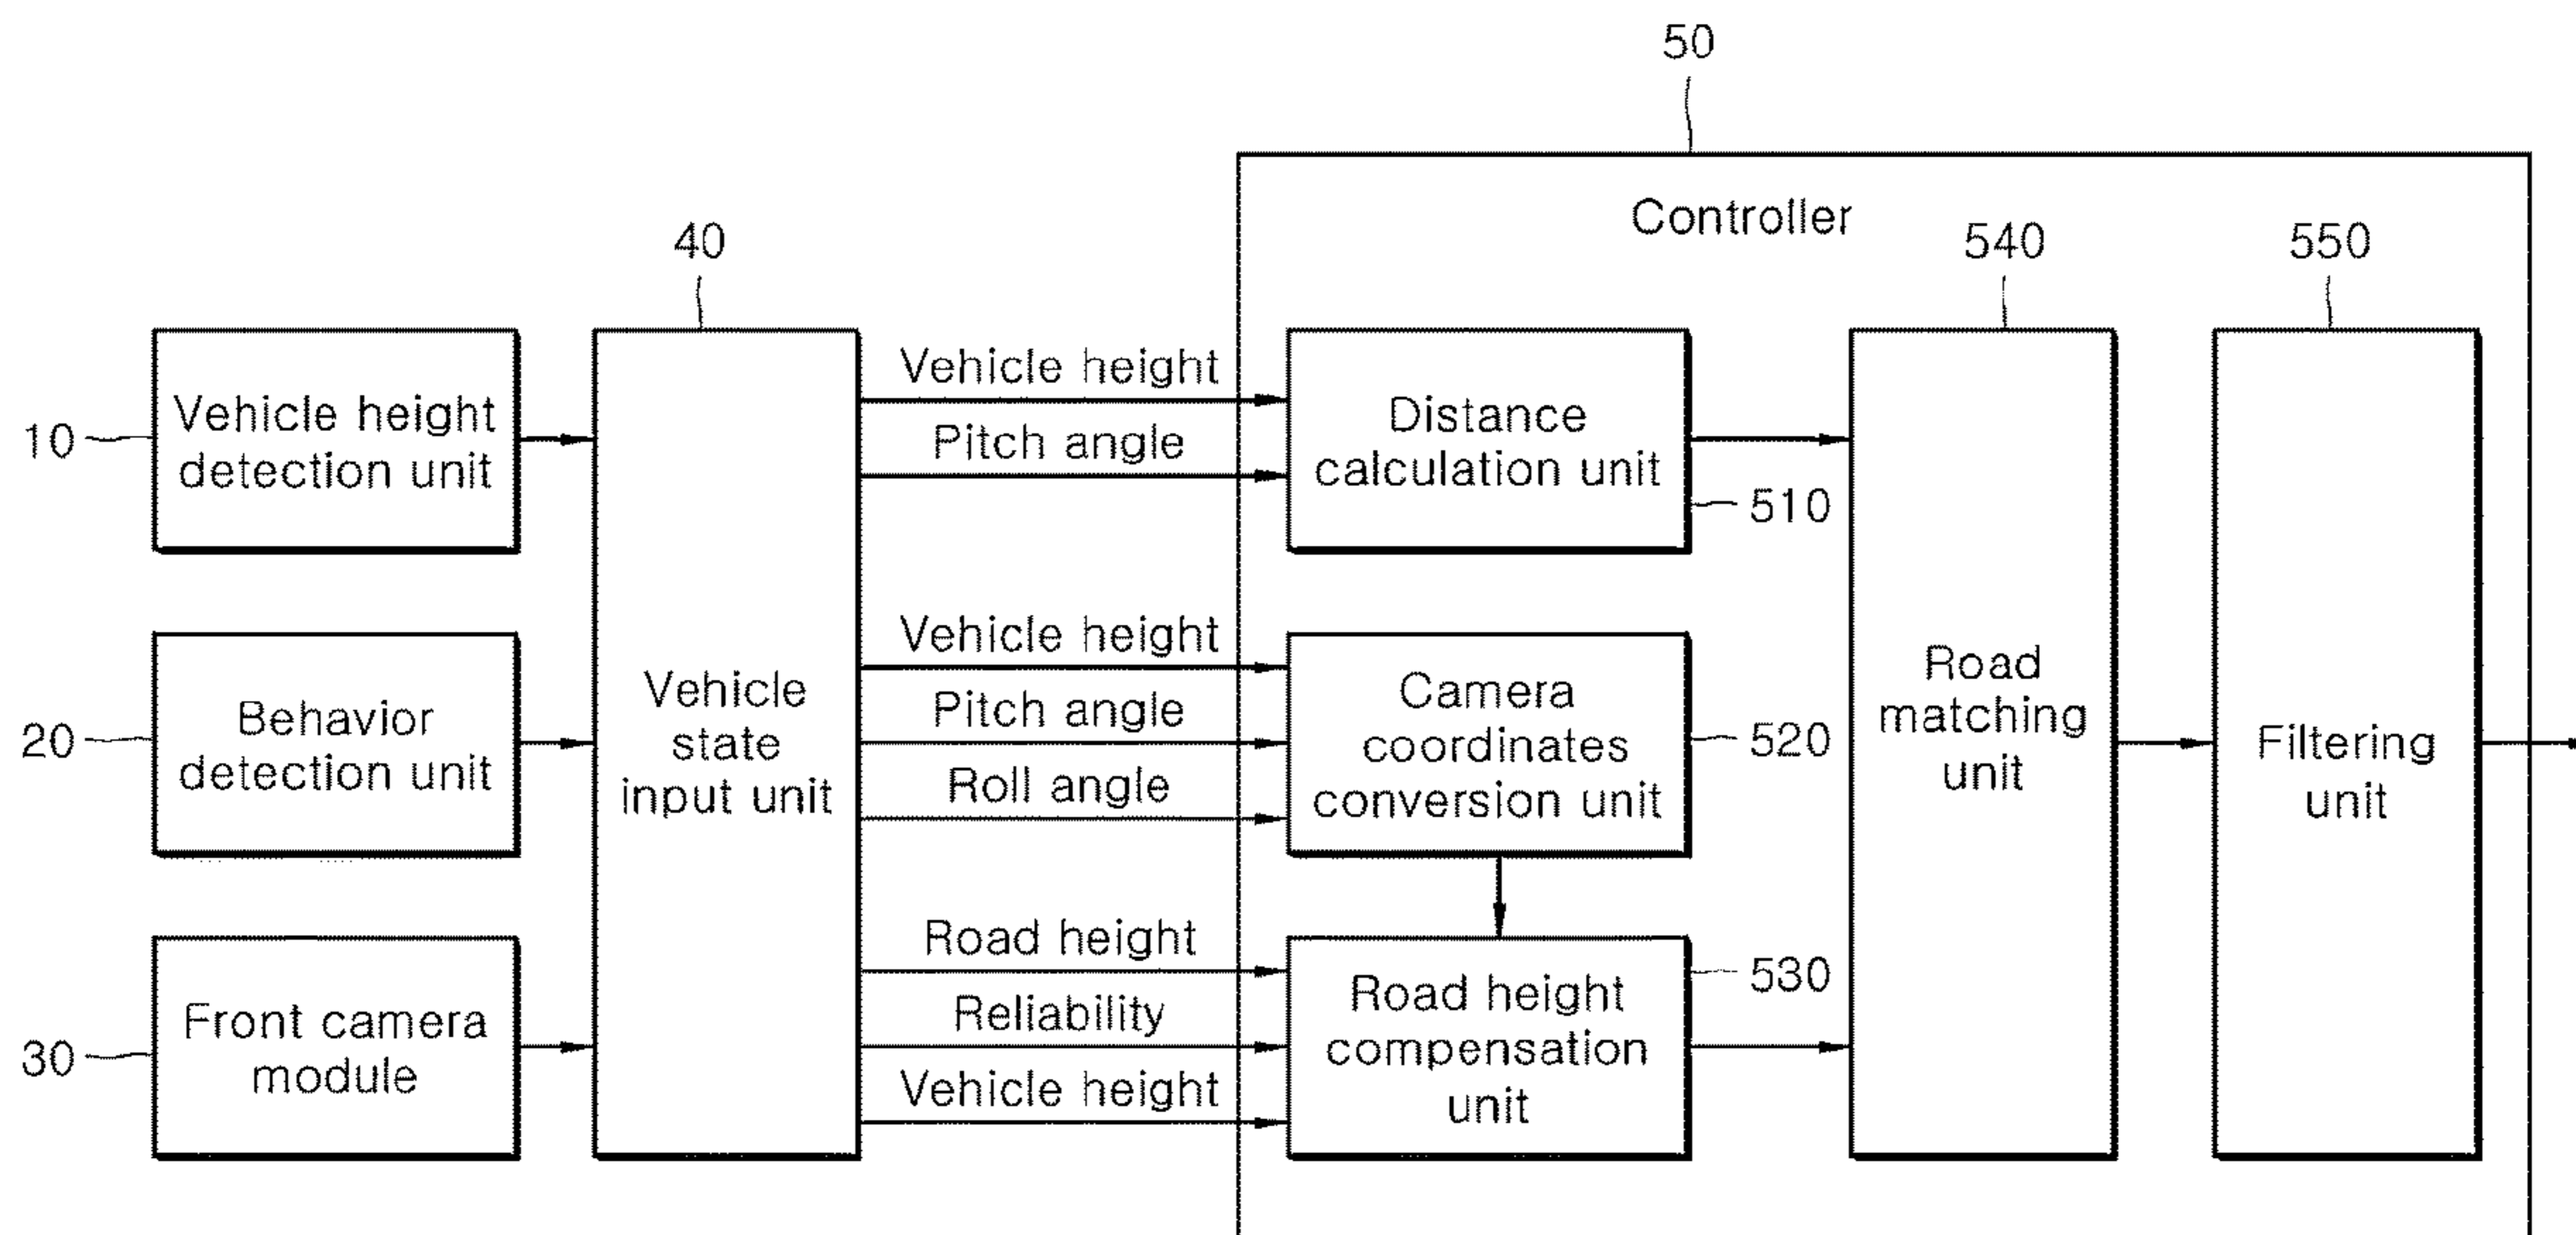 50
Controller
40
540
550
10
Vehicle height
detection unit
20
Behavior
detection unit
30
Front camera
module
Vehicle
state
input unit
Vehicle height
Pitch angle
Vehicle height
Pitch angle
Roll angle
Road height
Reliability
Vehicle height
Distance
calculation unit
510
Camera
coordinates
conversion unit
520
Road height
compensation
unit
530
Road
matching
unit
Filtering
unit